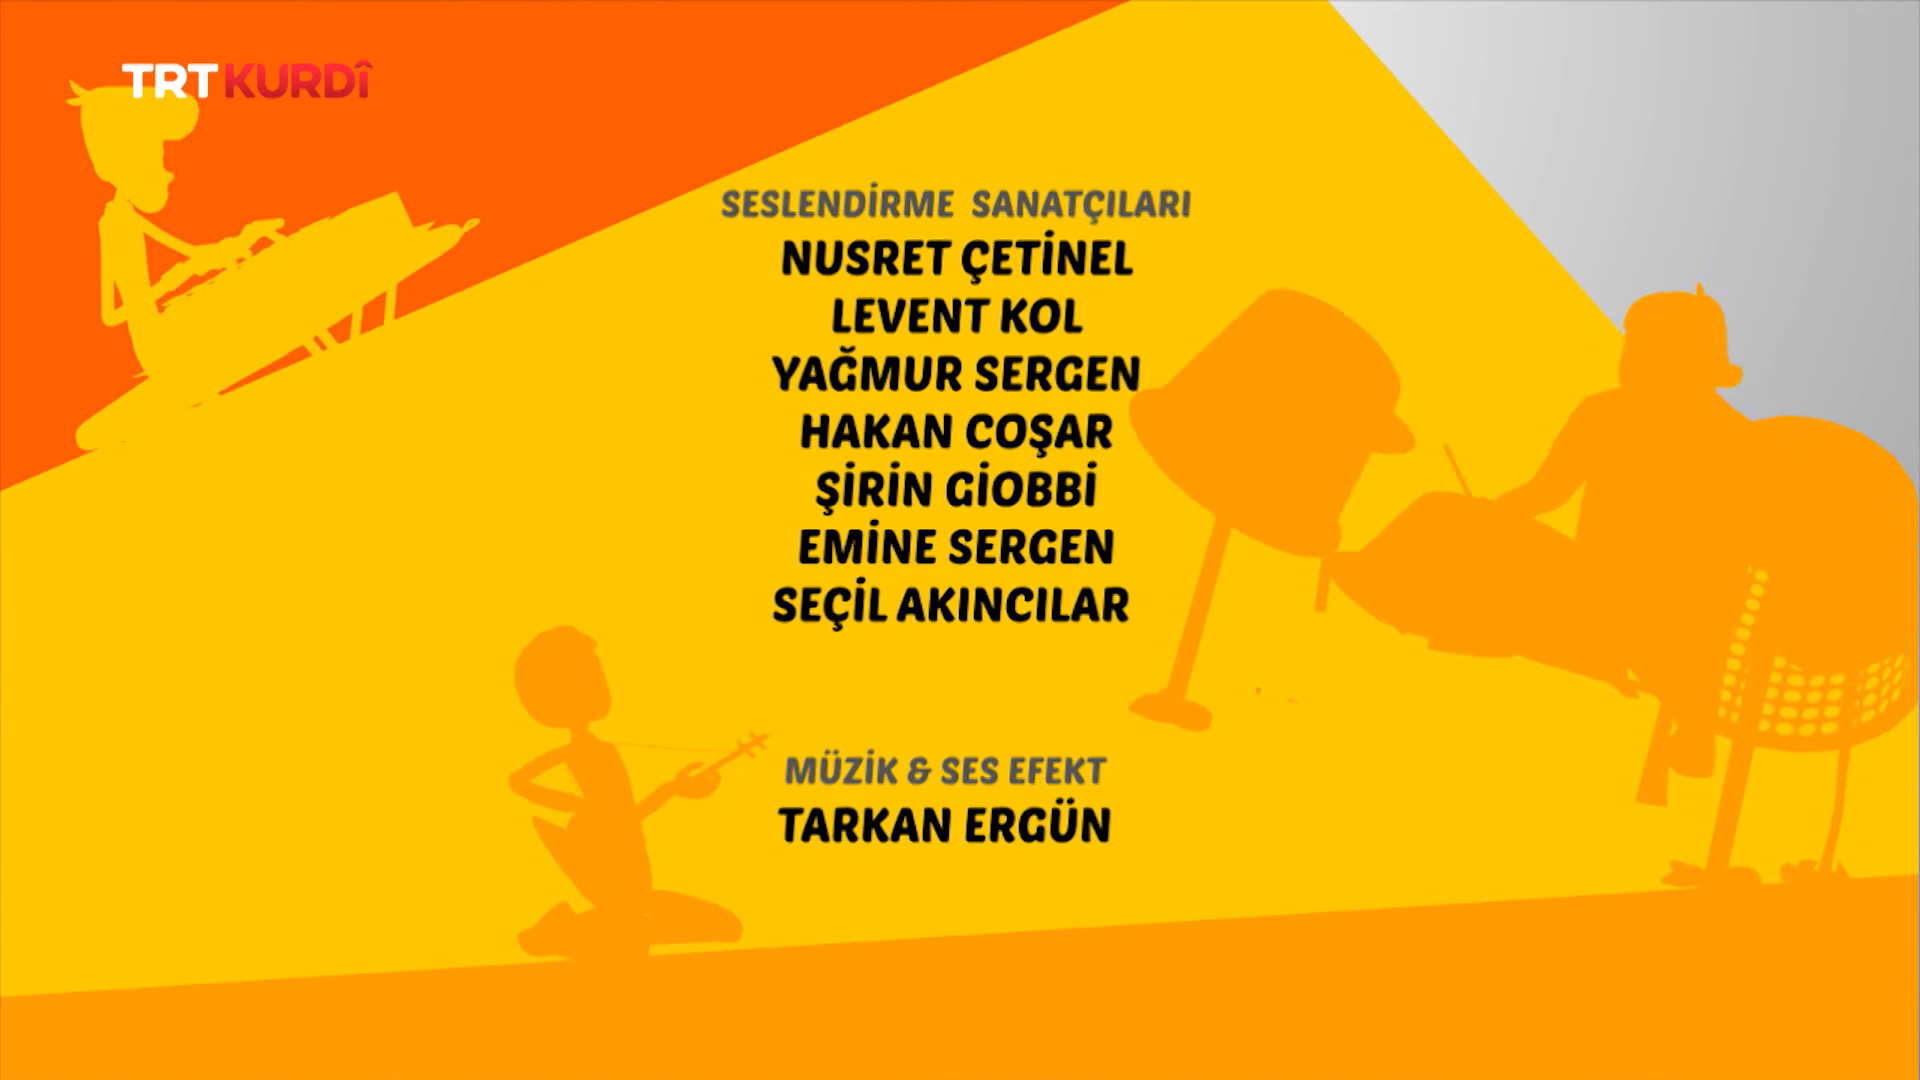 TRT KURDÎ
SESLENDİRME SANATÇILARI
NUSRET ÇETİNEL
LEVENT KOL
YAĞMUR SERGEN
HAKAN COŞAR
ŞİRİN GİOBBİ
EMİNE SERGEN
SEÇİL AKINCILAR
MÜZİK & SES EFEKT
TARKAN ERGÜN